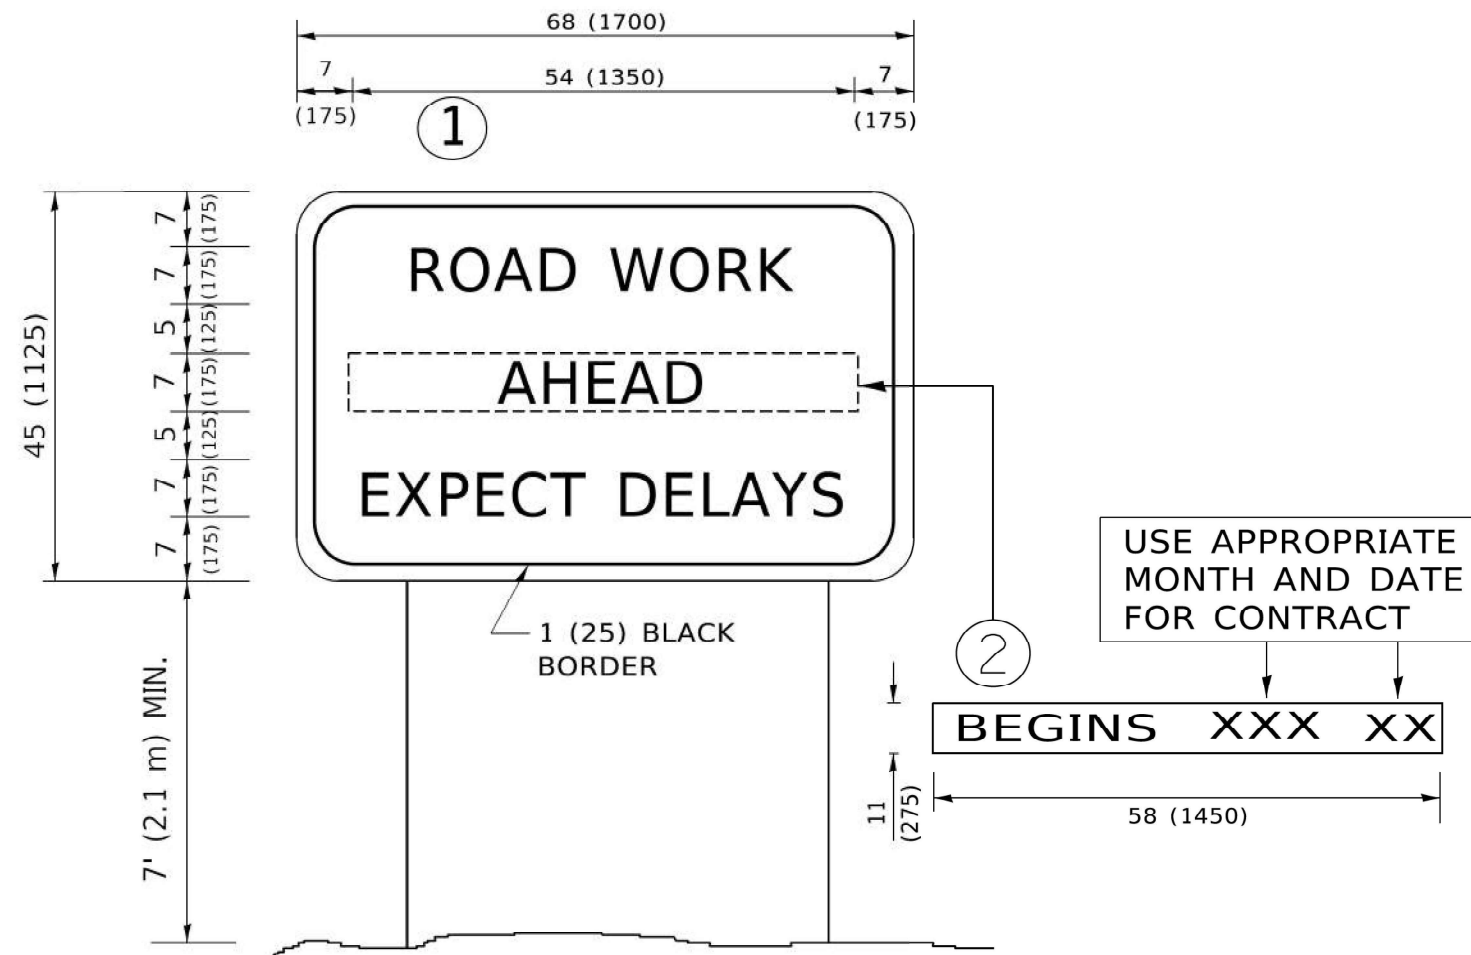 68 (1700)
7
54 (1350)
7
(175)
(175)
1
45 (1125)
7
(175)
7
(175)
5
(125)
7
(175)
5
(125)
7
(175)
7
(175)
ROAD WORK
AHEAD
EXPECT DELAYS
1 (25) BLACK
BORDER
7' (2.1 m) MIN.
2
USE APPROPRIATE
MONTH AND DATE
FOR CONTRACT
BEGINS XXX XX
11
(275)
58 (1450)